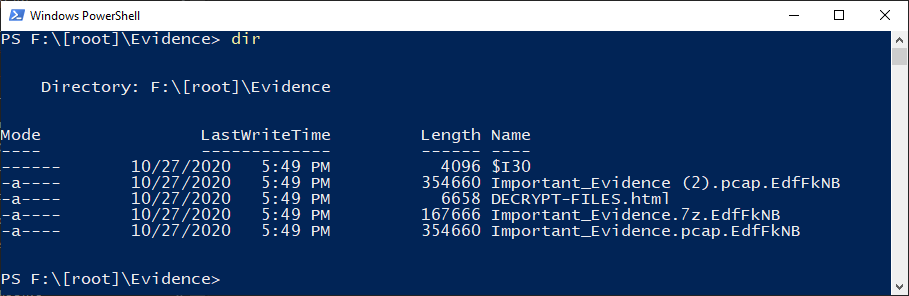 Windows PowerShell
PS F:\[root]\Evidence> dir
Directory: F:\[root]\Evidence
Mode LastWriteTime Length Name
---- ------------- ------ ----
------ 10/27/2020 5:49 PM 4096 $I30
-a---- 10/27/2020 5:49 PM 354660 Important_Evidence (2).pcap.EdfFkNB
-a---- 10/27/2020 5:49 PM 6658 DECRYPT-FILES.html
-a---- 10/27/2020 5:49 PM 167666 Important_Evidence.7z.EdfFkNB
-a---- 10/27/2020 5:49 PM 354660 Important_Evidence.pcap.EdfFkNB
PS F:\[root]\Evidence>